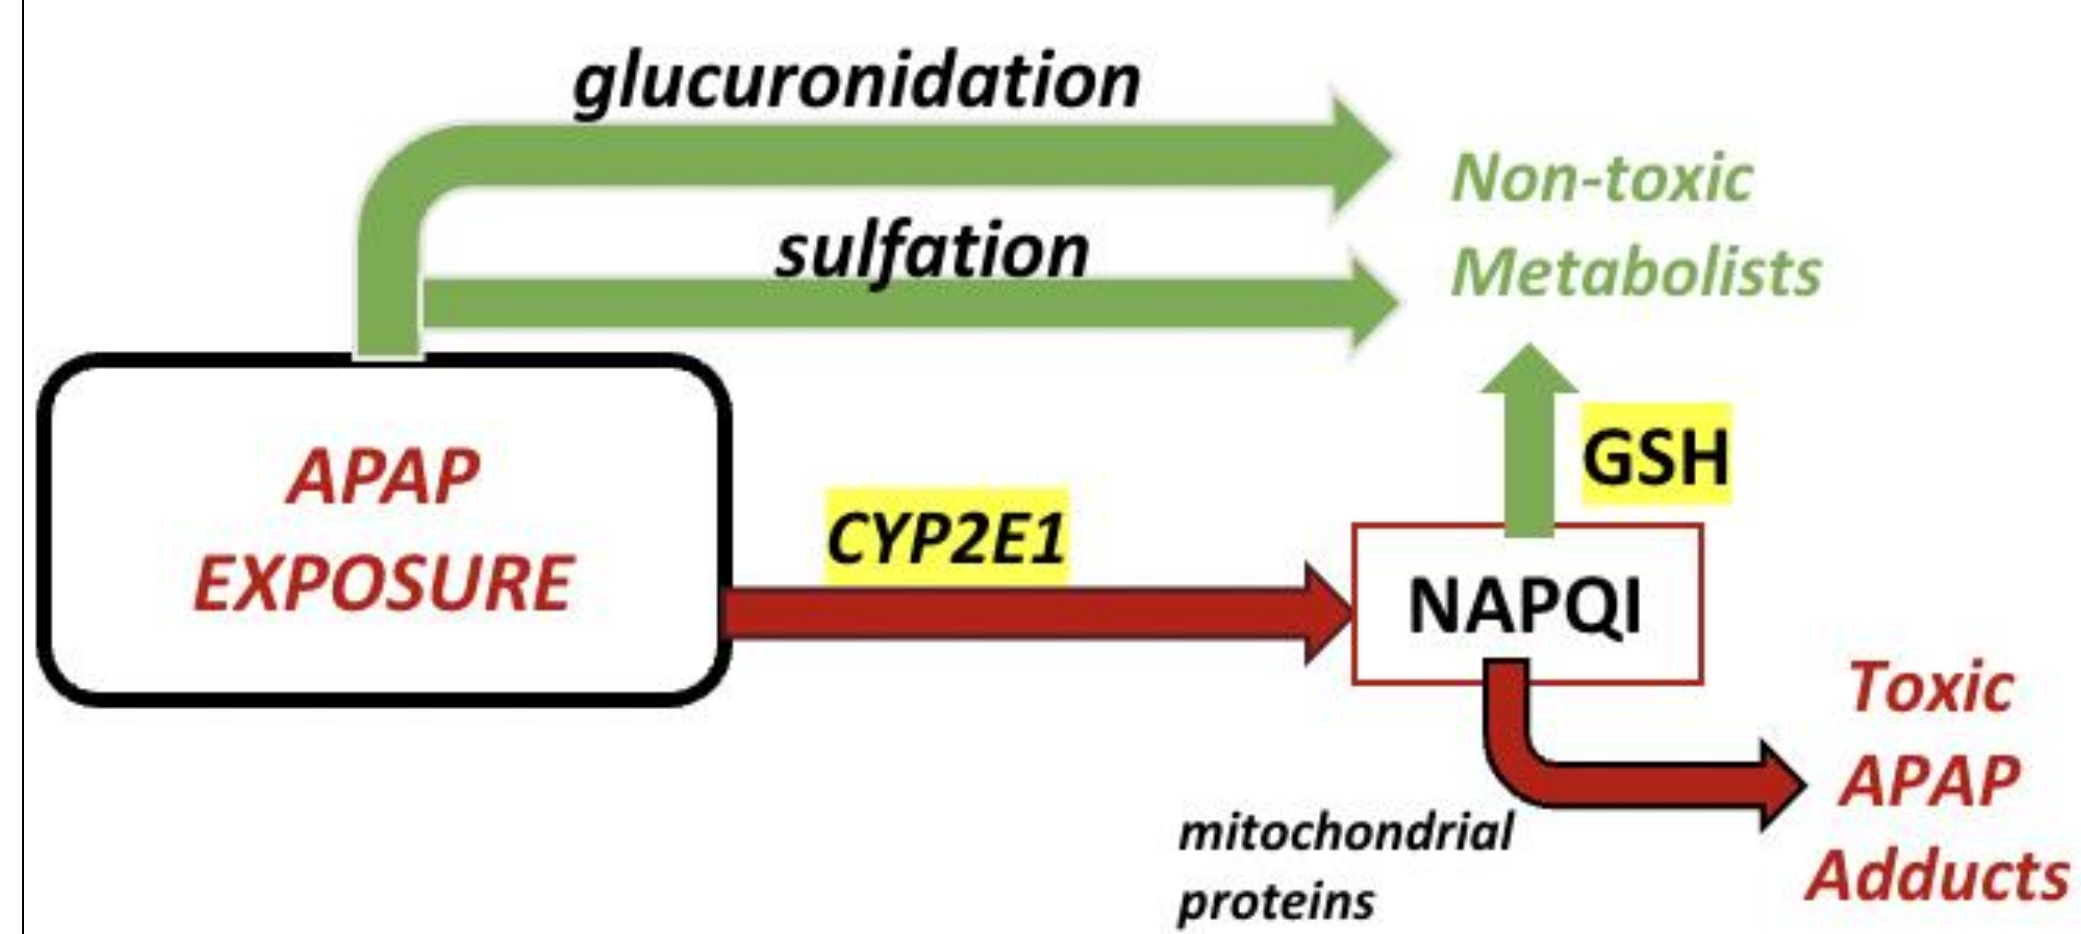 glucuronidation
sulfation
Non-toxic
Metabolists
APAP
EXPOSURE
CYP2E1
GSH
NAPQI
mitochondrial
proteins
Toxic
APAP
Adducts